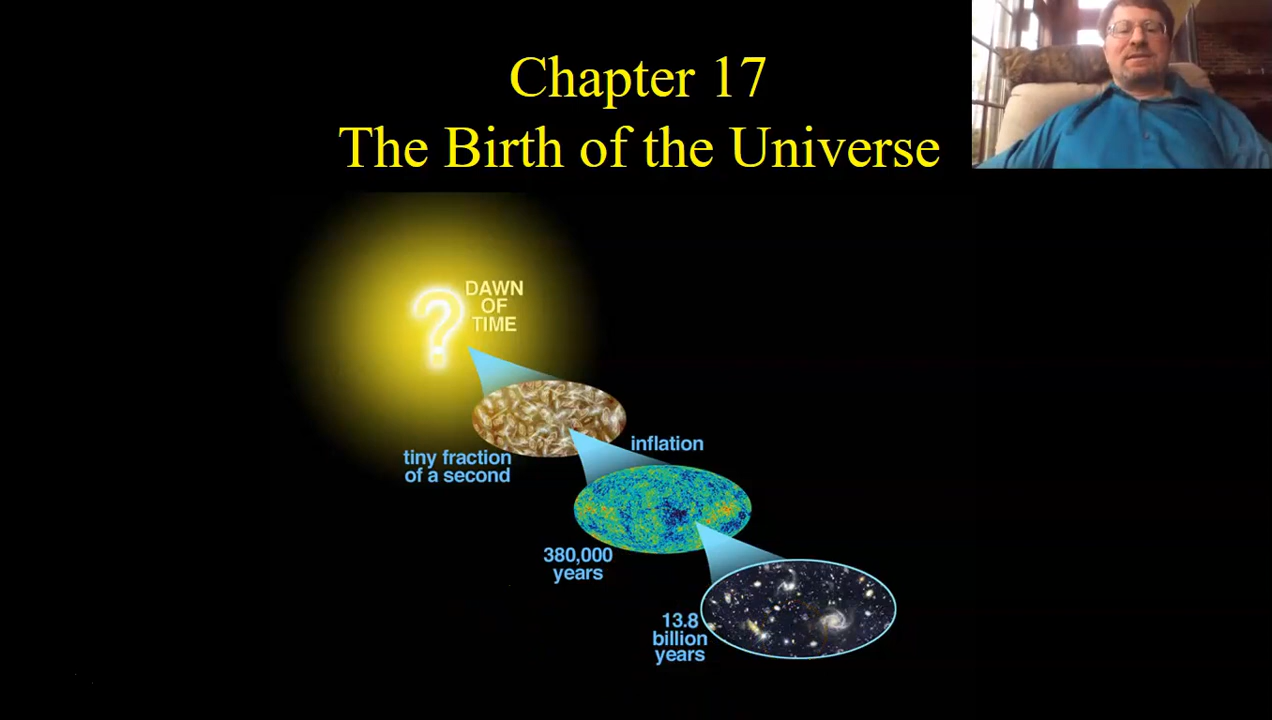 Chapter 17
The Birth of the Universe
?
DAWN
OF
TIME
tiny fraction
of a second
inflation
380,000
years
13.8
billion
years